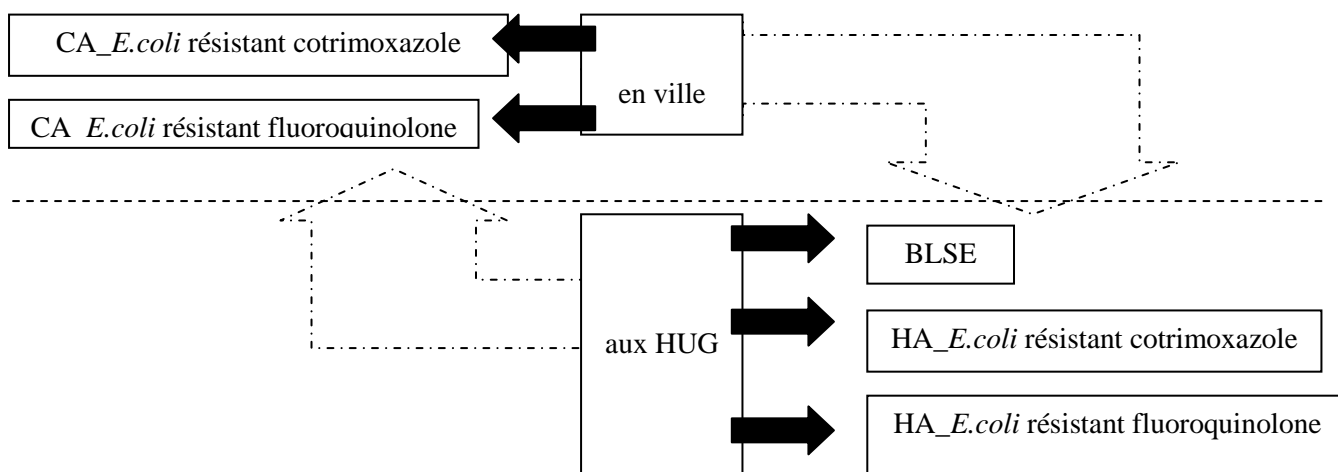 CA_E.coli résistant cotrimoxazole
en ville
CA_E.coli résistant fluoroquinolone
BLSE
aux HUG
HA_E.coli résistant cotrimoxazole
HA_E.coli résistant fluoroquinolone